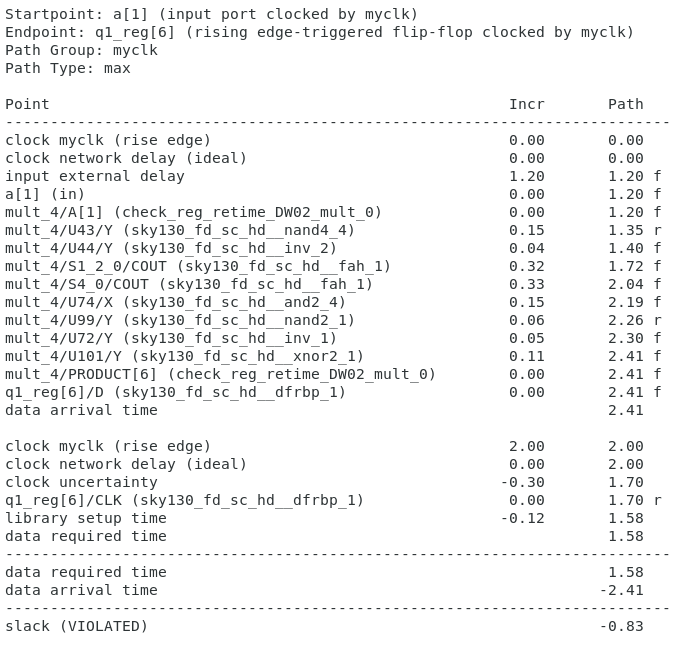 Startpoint: a[1] (input port clocked by myclk)
Endpoint: q1_reg[6] (rising edge-triggered flip-flop clocked by myclk)
Path Group: myclk
Path Type: max
Point Incr Path
---------------------------------------------------------------------------
clock myclk (rise edge) 0.00 0.00
clock network delay (ideal) 0.00 0.00
input external delay 1.20 1.20 f
a[1] (in) 0.00 1.20 f
mult_4/A[1] (check_reg_retime_DW02_mult_0) 0.00 1.20 f
mult_4/U43/Y (sky130_fd_sc_hd__nand4_4) 0.15 1.35 r
mult_4/U44/Y (sky130_fd_sc_hd__inv_2) 0.04 1.40 f
mult_4/S1_2_0/COUT (sky130_fd_sc_hd__fah_1) 0.32 1.72 f
mult_4/S4_0/COUT (sky130_fd_sc_hd__fah_1) 0.33 2.04 f
mult_4/U74/X (sky130_fd_sc_hd__and2_4) 0.15 2.19 f
mult_4/U99/Y (sky130_fd_sc_hd__nand2_1) 0.06 2.26 r
mult_4/U72/Y (sky130_fd_sc_hd__inv_1) 0.05 2.30 f
mult_4/U101/Y (sky130_fd_sc_hd__xnor2_1) 0.11 2.41 f
mult_4/PRODUCT[6] (check_reg_retime_DW02_mult_0) 0.00 2.41 f
q1_reg[6]/D (sky130_fd_sc_hd__dfrbp_1) 0.00 2.41 f
data arrival time 2.41
clock myclk (rise edge) 2.00 2.00
clock network delay (ideal) 0.00 2.00
clock uncertainty -0.30 1.70
q1_reg[6]/CLK (sky130_fd_sc_hd__dfrbp_1) 0.00 1.70 r
library setup time -0.12 1.58
data required time 1.58
---------------------------------------------------------------------------
data required time 1.58
data arrival time -2.41
---------------------------------------------------------------------------
slack (VIOLATED) -0.83